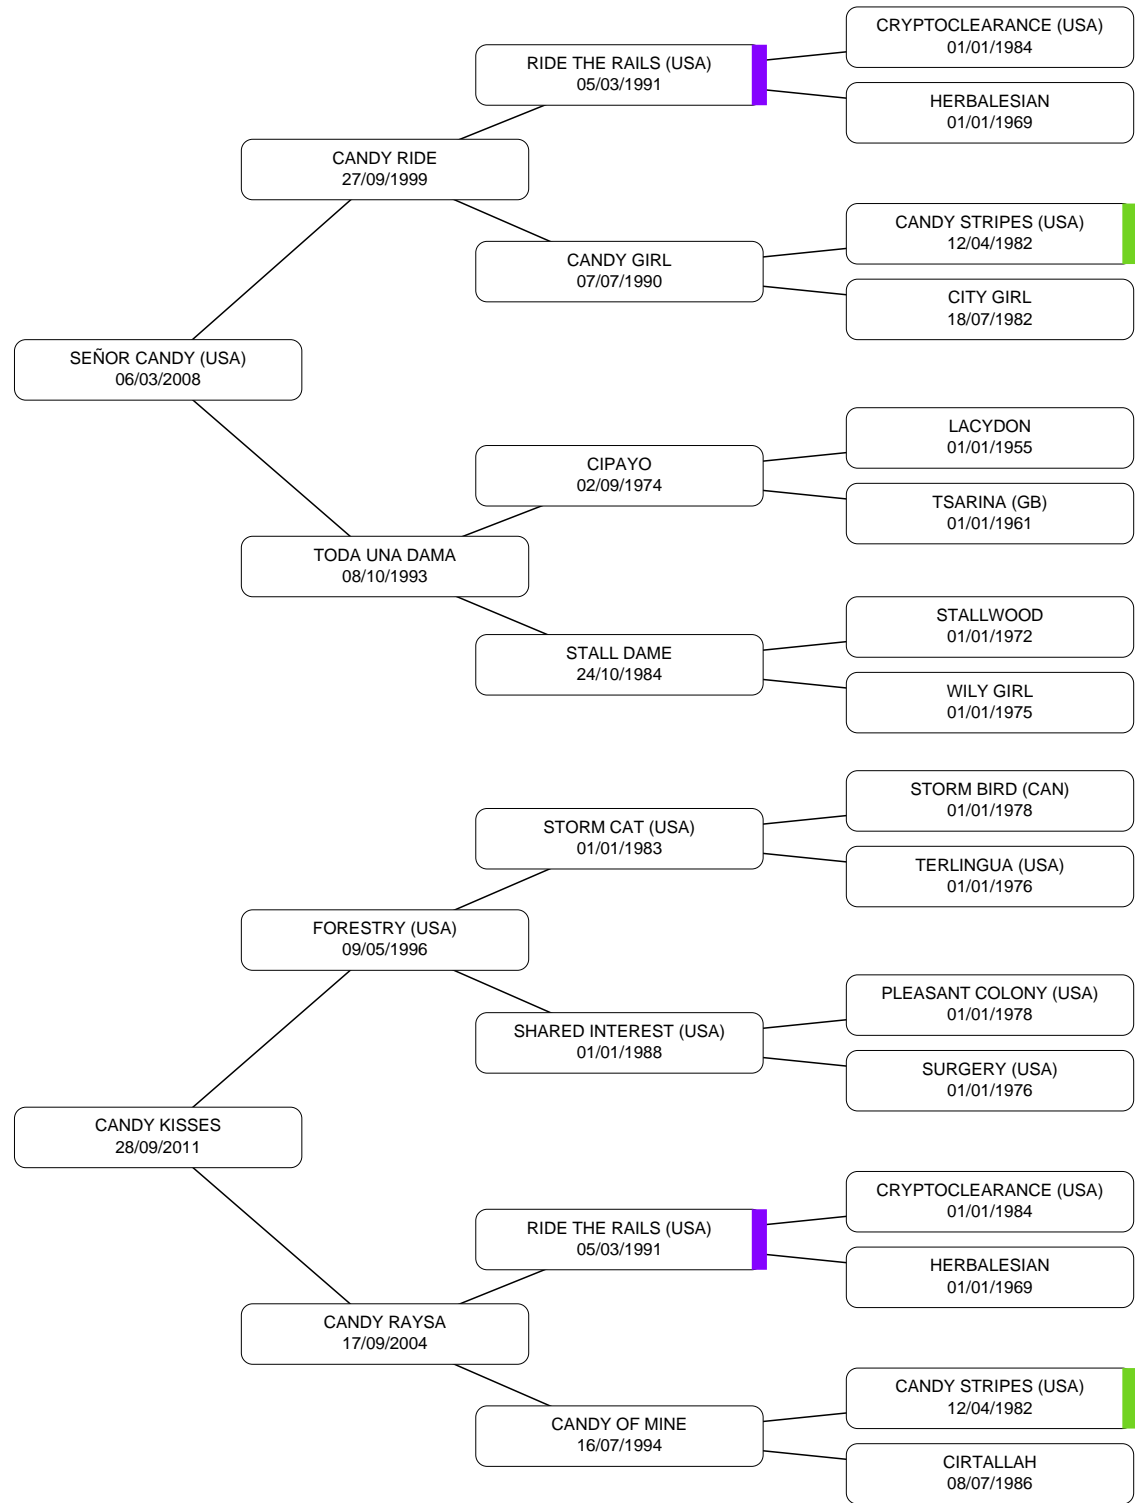 CRYPTOCLEARANCE (USA)
01/01/1984
RIDE THE RAILS (USA)
05/03/1991
HERBALESIAN
01/01/1969
CANDY RIDE
27/09/1999
CANDY STRIPES (USA)
12/04/1982
CANDY GIRL
07/07/1990
CITY GIRL
18/07/1982
SEÑOR CANDY (USA)
06/03/2008
LACYDON
01/01/1955
CIPAYO
02/09/1974
TSARINA (GB)
01/01/1961
TODA UNA DAMA
08/10/1993
STALLWOOD
01/01/1972
STALL DAME
24/10/1984
WILY GIRL
01/01/1975
STORM BIRD (CAN)
01/01/1978
STORM CAT (USA)
01/01/1983
TERLINGUA (USA)
01/01/1976
FORESTRY (USA)
09/05/1996
PLEASANT COLONY (USA)
01/01/1978
SHARED INTEREST (USA)
01/01/1988
SURGERY (USA)
01/01/1976
CANDY KISSES
28/09/2011
CRYPTOCLEARANCE (USA)
01/01/1984
RIDE THE RAILS (USA)
05/03/1991
HERBALESIAN
01/01/1969
CANDY RAYSA
17/09/2004
CANDY STRIPES (USA)
12/04/1982
CANDY OF MINE
16/07/1994
CIRTALLAH
08/07/1986